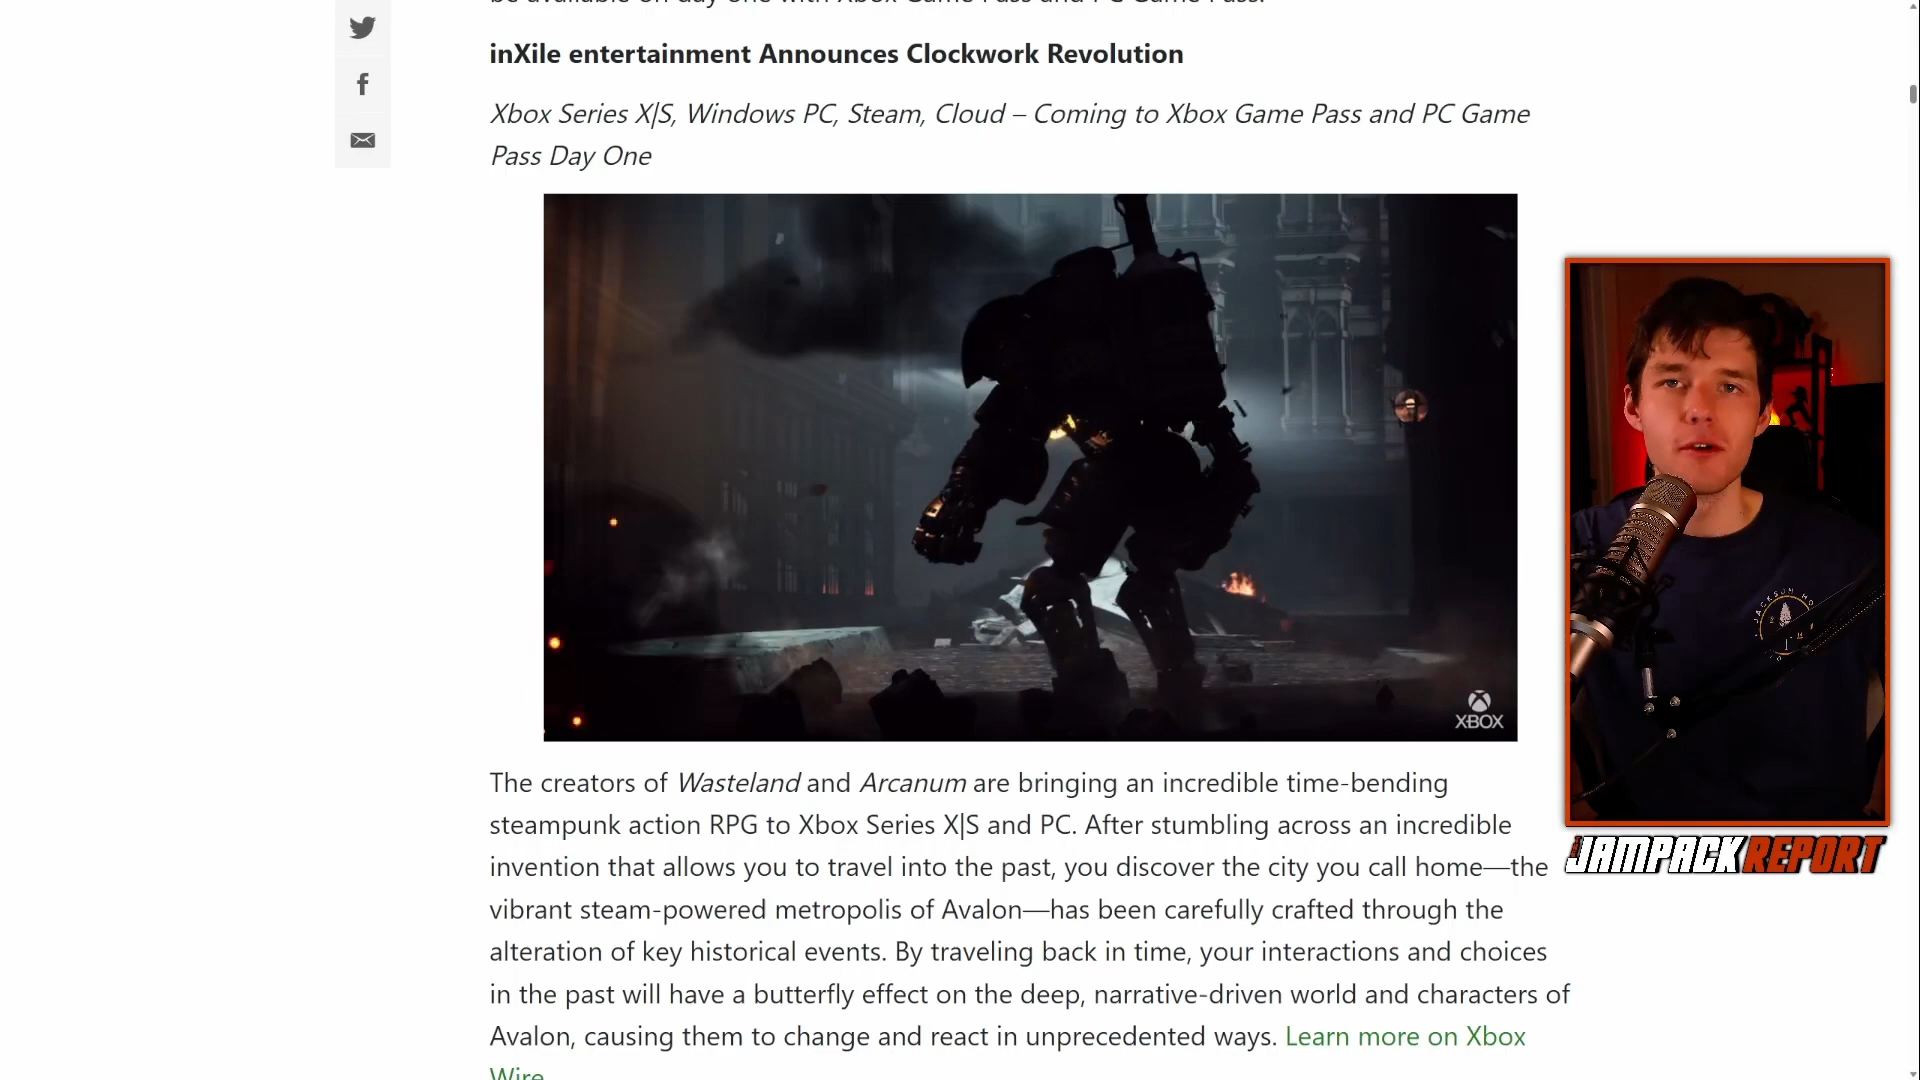 inXile entertainment Announces Clockwork Revolution
Xbox Series X|S, Windows PC, Steam, Cloud – Coming to Xbox Game Pass and PC Game
Pass Day One
XBOX
The creators of Wasteland and Arcanum are bringing an incredible time-bending
steampunk action RPG to Xbox Series X|S and PC. After stumbling across an incredible
invention that allows you to travel into the past, you discover the city you call home—the
vibrant steam-powered metropolis of Avalon—has been carefully crafted through the
alteration of key historical events. By traveling back in time, your interactions and choices
in the past will have a butterfly effect on the deep, narrative-driven world and characters of
Avalon, causing them to change and react in unprecedented ways. Learn more on Xbox
Wire
JAMPACK REPORT